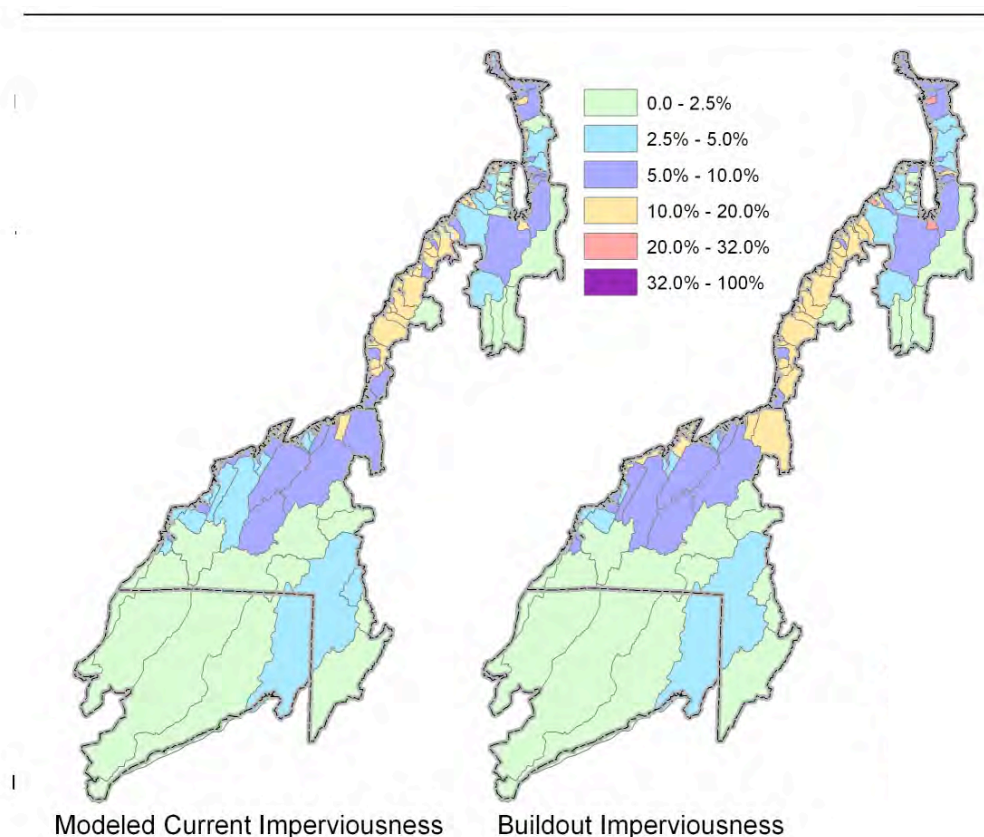 0.0 - 2.5%
2.5% - 5.0%
5.0% - 10.0%
10.0% - 20.0%
20.0% - 32.0%
32.0% - 100%
Modeled Current Imperviousness
Buildout Imperviousness